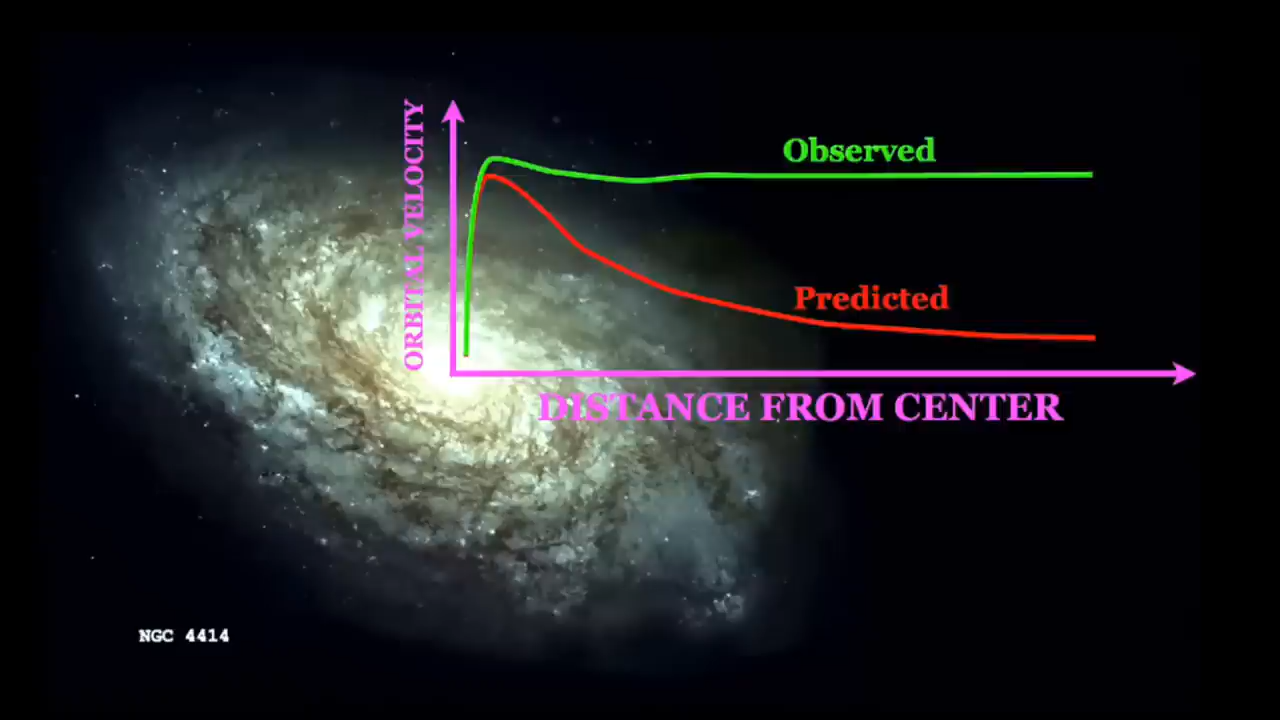 ORBITAL VELOCITY
Observed
Predicted
DISTANCE FROM CENTER
NGC 4414